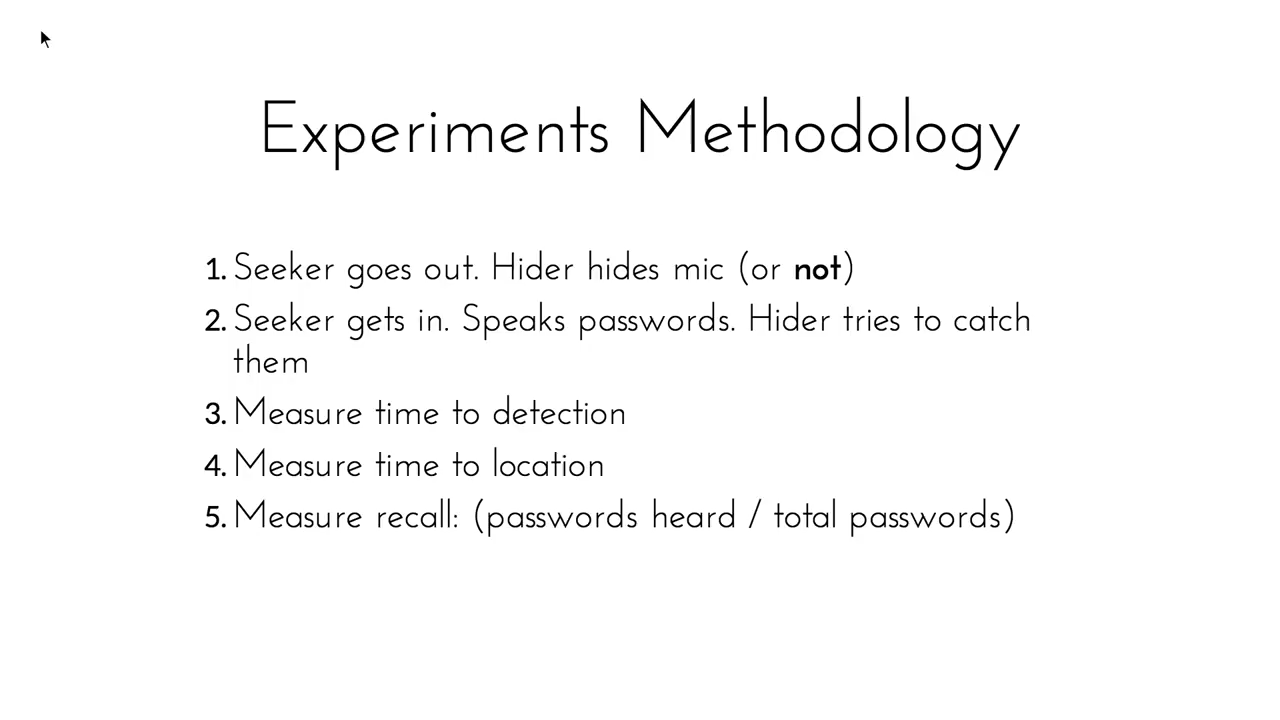 Experiments Methodology
1. Seeker goes out. Hider hides mic (or not)
2. Seeker gets in. Speaks passwords. Hider tries to catch
them
3. Measure time to detection
4. Measure time to location
5. Measure recall: (passwords heard / total passwords)